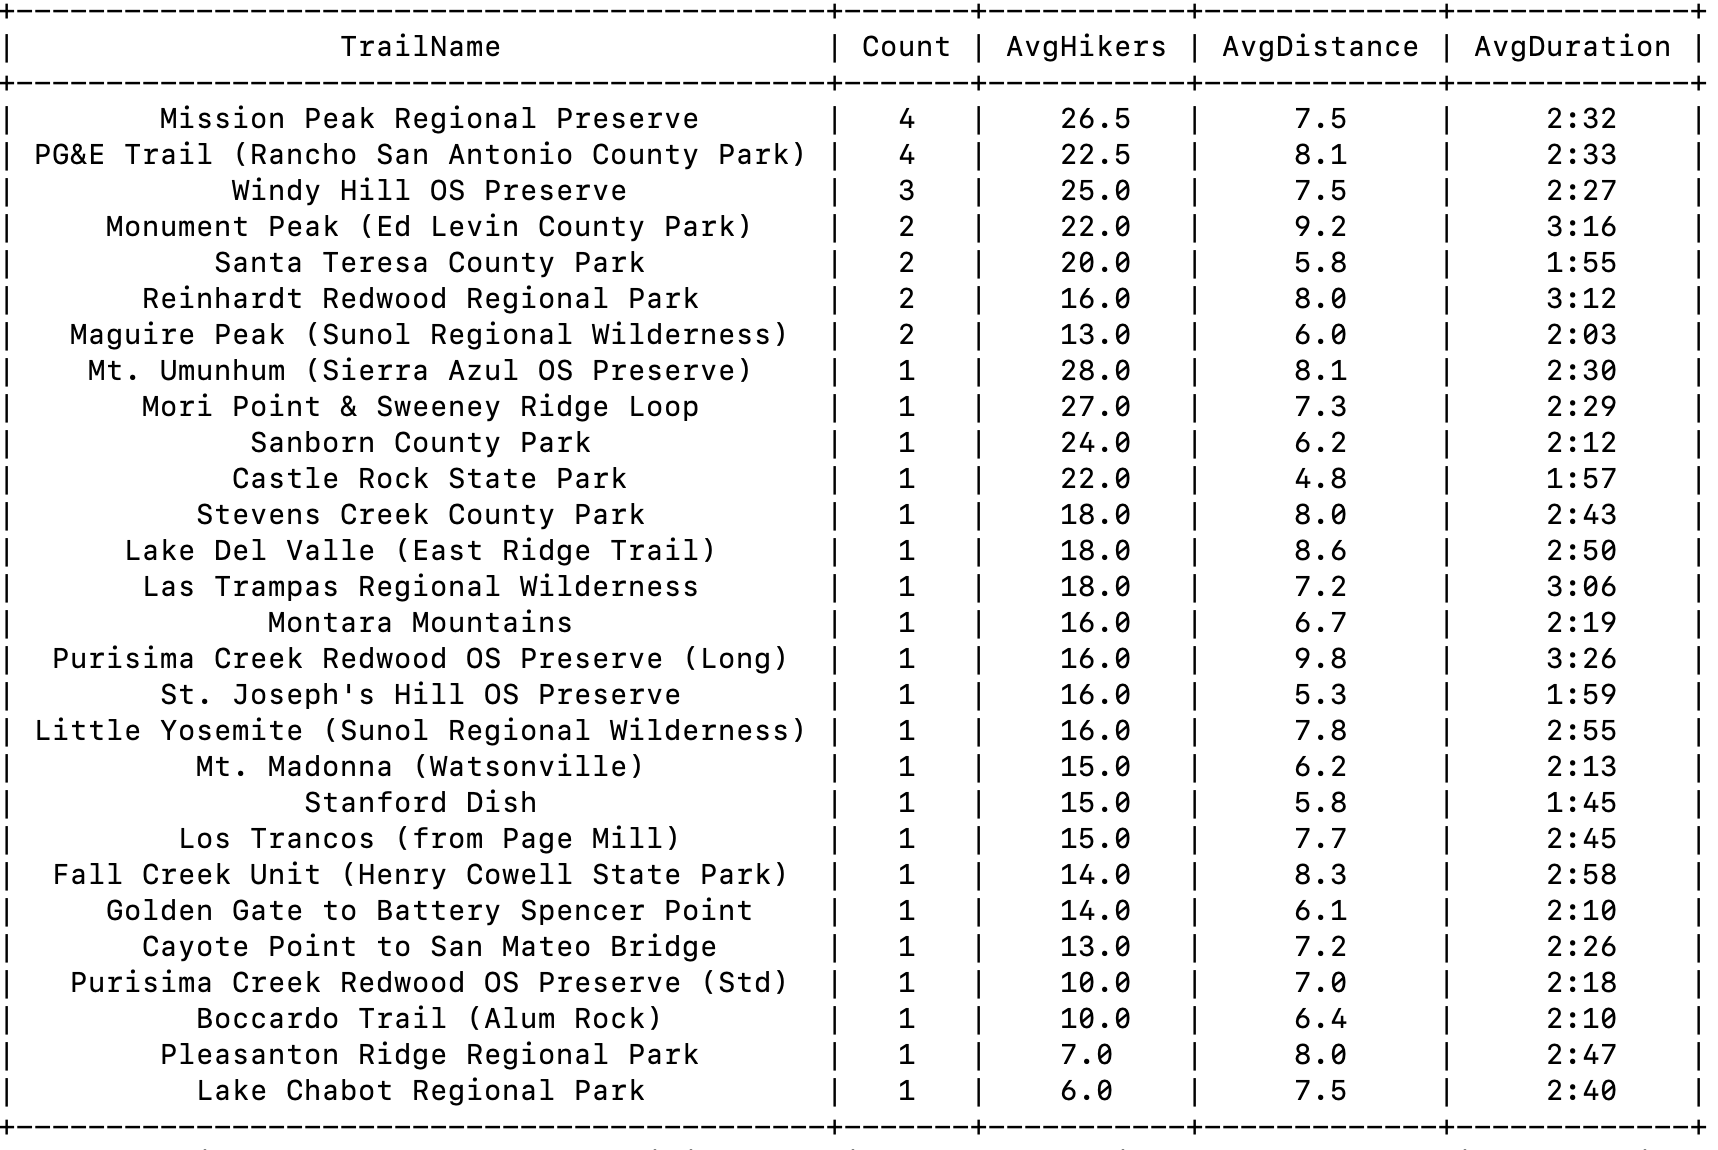 TrailName | Count | AvgHikers | AvgDistance | AvgDuration
Mission Peak Regional Preserve | 4 | 26.5 | 7.5 | 2:32
PG&E Trail (Rancho San Antonio County Park) | 4 | 22.5 | 8.1 | 2:33
Windy Hill OS Preserve | 3 | 25.0 | 7.5 | 2:27
Monument Peak (Ed Levin County Park) | 2 | 22.0 | 9.2 | 3:16
Santa Teresa County Park | 2 | 20.0 | 5.8 | 1:55
Reinhardt Redwood Regional Park | 2 | 16.0 | 8.0 | 3:12
Maguire Peak (Sunol Regional Wilderness) | 2 | 13.0 | 6.0 | 2:03
Mt. Umunhum (Sierra Azul OS Preserve) | 1 | 28.0 | 8.1 | 2:30
Mori Point & Sweeney Ridge Loop | 1 | 27.0 | 7.3 | 2:29
Sanborn County Park | 1 | 24.0 | 6.2 | 2:12
Castle Rock State Park | 1 | 22.0 | 4.8 | 1:57
Stevens Creek County Park | 1 | 18.0 | 8.0 | 2:43
Lake Del Valle (East Ridge Trail) | 1 | 18.0 | 8.6 | 2:50
Las Trampas Regional Wilderness | 1 | 18.0 | 7.2 | 3:06
Montara Mountains | 1 | 16.0 | 6.7 | 2:19
Purisima Creek Redwood OS Preserve (Long) | 1 | 16.0 | 9.8 | 3:26
St. Joseph's Hill OS Preserve | 1 | 16.0 | 5.3 | 1:59
Little Yosemite (Sunol Regional Wilderness) | 1 | 16.0 | 7.8 | 2:55
Mt. Madonna (Watsonville) | 1 | 15.0 | 6.2 | 2:13
Stanford Dish | 1 | 15.0 | 5.8 | 1:45
Los Trancos (from Page Mill) | 1 | 15.0 | 7.7 | 2:45
Fall Creek Unit (Henry Cowell State Park) | 1 | 14.0 | 8.3 | 2:58
Golden Gate to Battery Spencer Point | 1 | 14.0 | 6.1 | 2:10
Cayote Point to San Mateo Bridge | 1 | 13.0 | 7.2 | 2:26
Purisima Creek Redwood OS Preserve (Std) | 1 | 10.0 | 7.0 | 2:18
Boccardo Trail (Alum Rock) | 1 | 10.0 | 6.4 | 2:10
Pleasanton Ridge Regional Park | 1 | 7.0 | 8.0 | 2:47
Lake Chabot Regional Park | 1 | 6.0 | 7.5 | 2:40